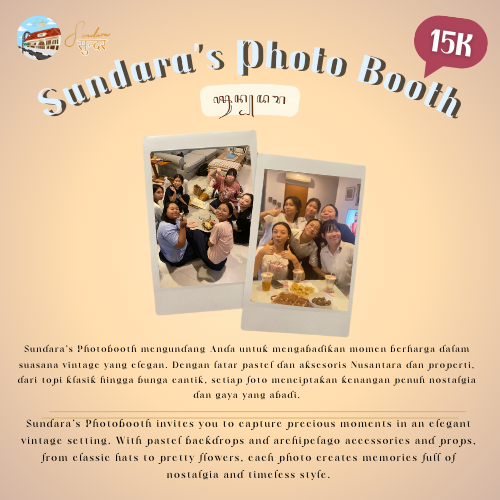 Sundara
सुन्दर
15K
Sundara's Photo Booth
Sundara's Photobooth mengundang Anda untuk mengabadikan momen berharga dalam
suasana vintage yang elegan. Dengan latar pastel dan aksesoris Nusantara dan properti,
dari topi klasik hingga bunga cantik, setiap foto menciptakan kenangan penuh nostalgia
dan gaya yang abadi.
Sundara's Photobooth invites you to capture precious moments in an elegant
vintage setting. With pastel backdrops and archipelago accessories and props,
from classic hats to pretty flowers, each photo creates memories full of
nostalgia and timeless style.